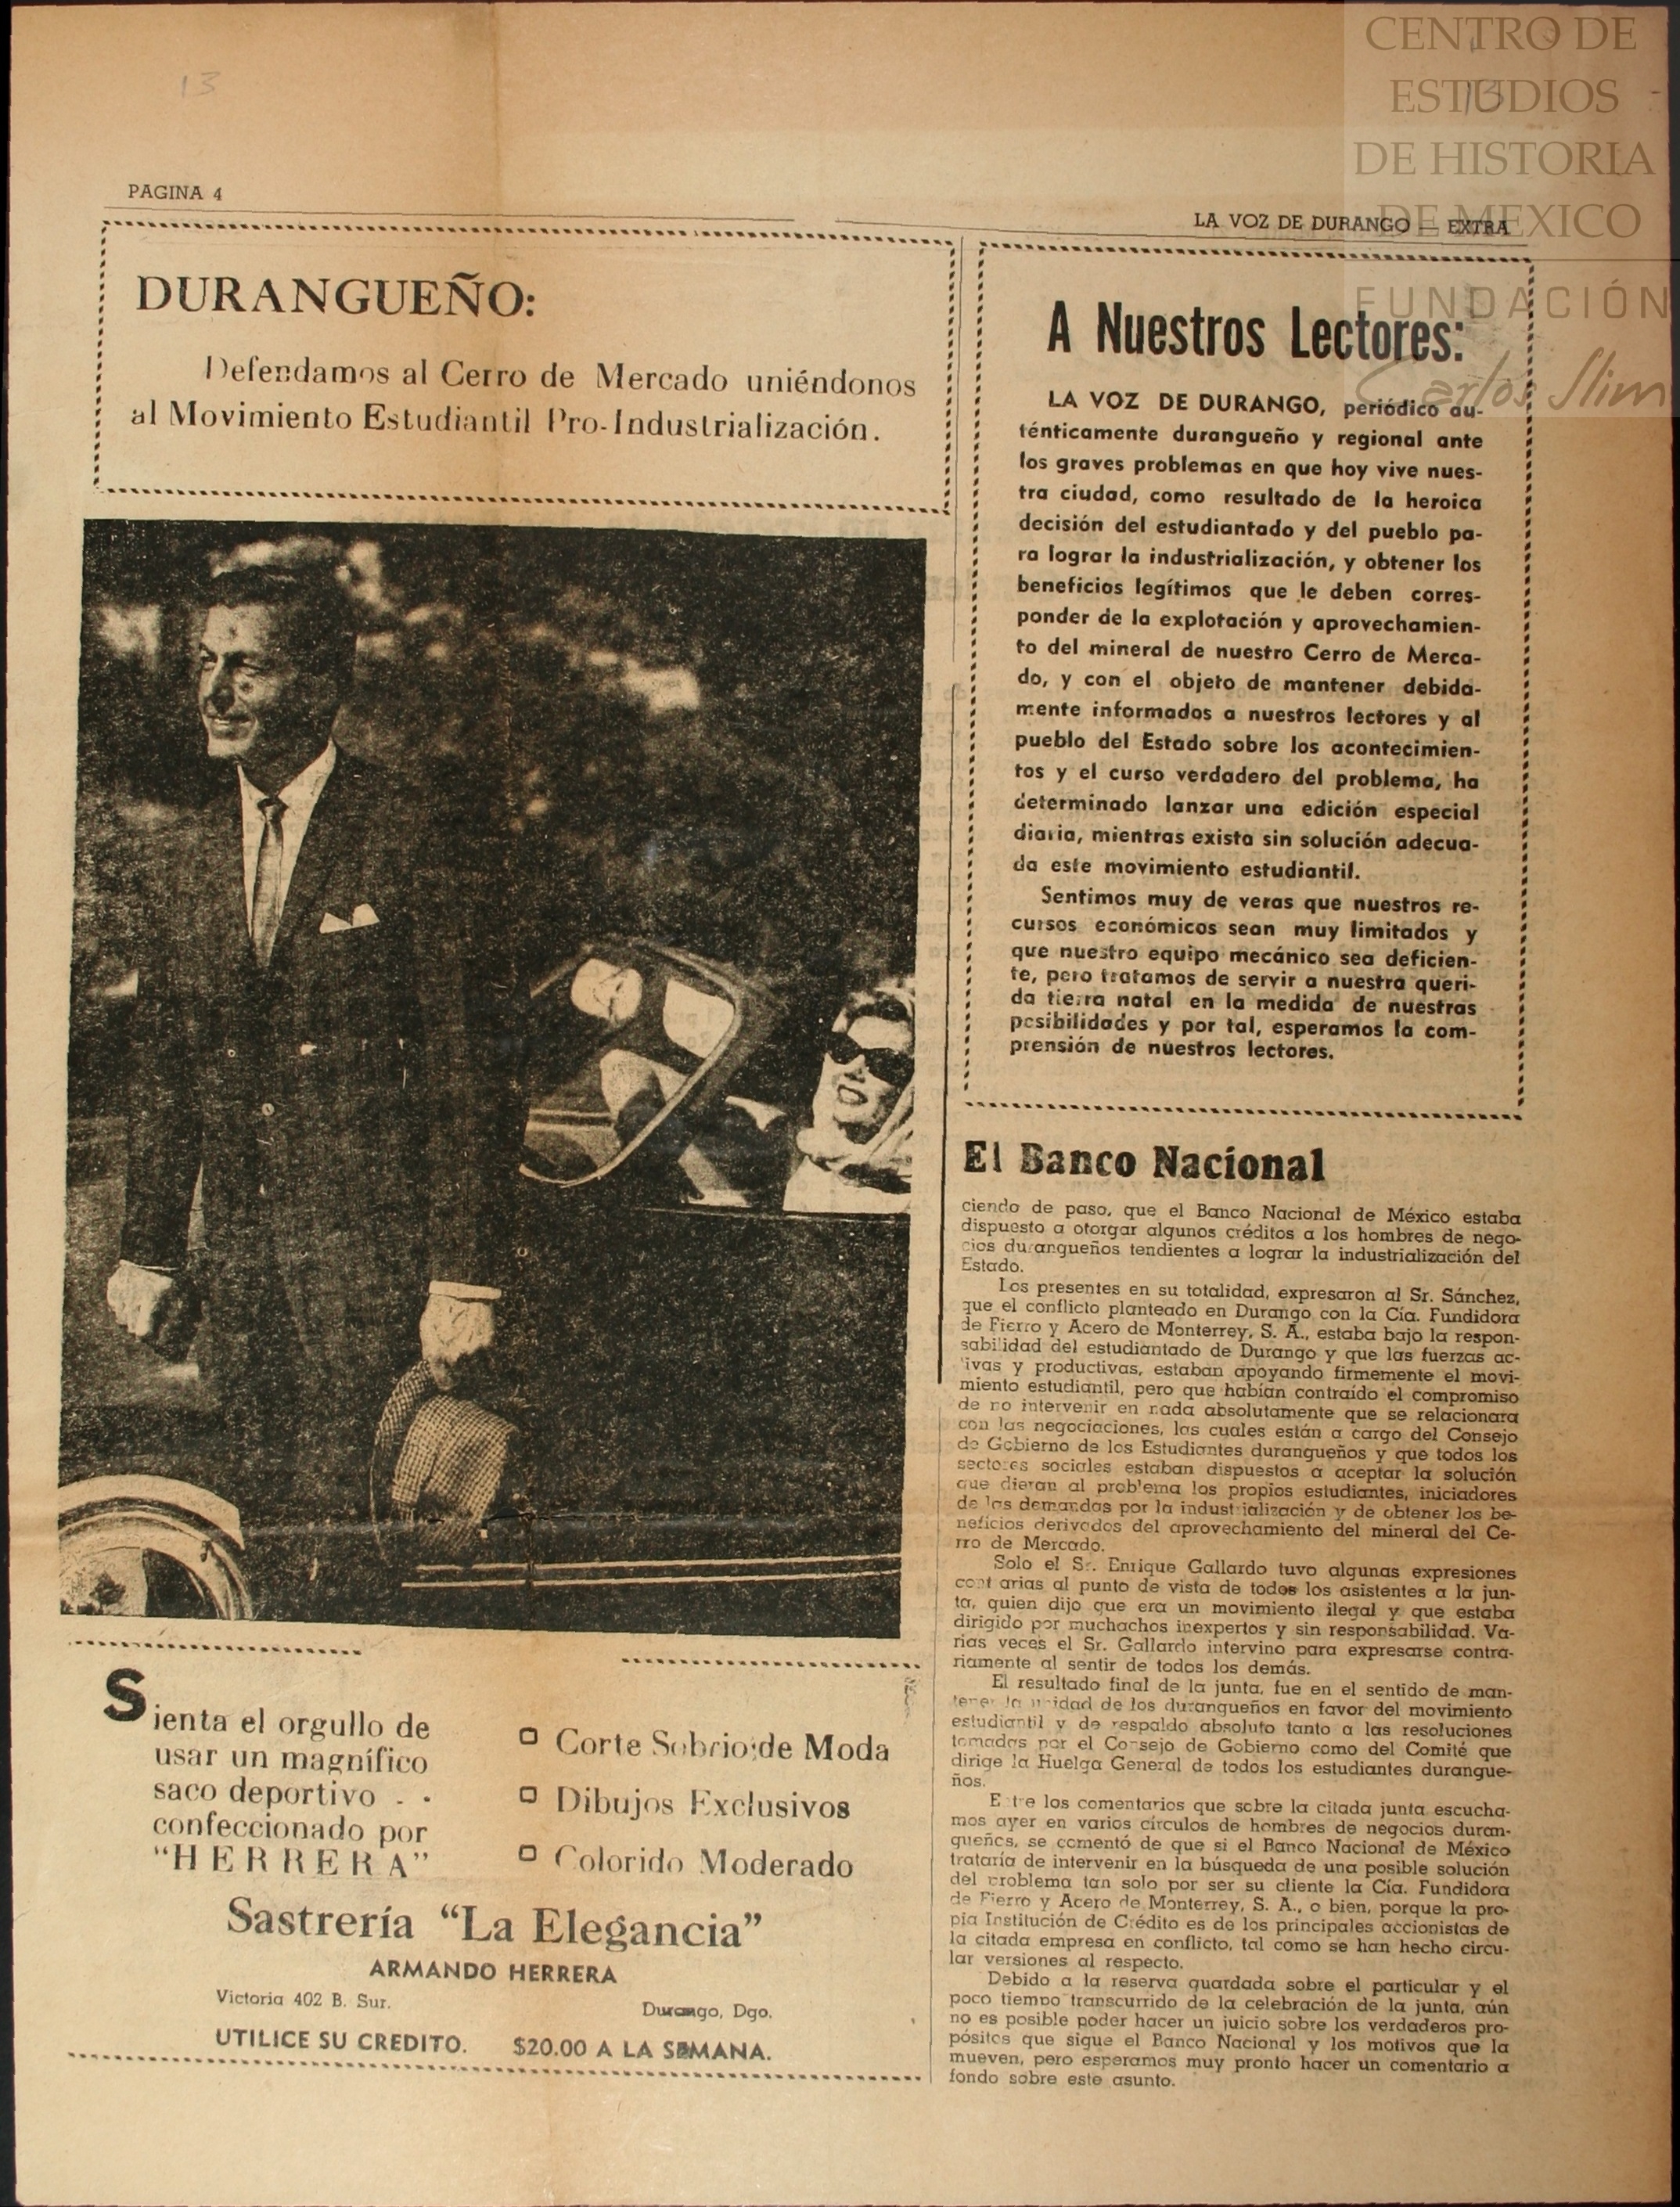 13
CENTRO DE
ESTUDIOS
DE HISTORIA
DE MEXICO
FUNDACIÓN
Carlos Slim
PAGINA 4
LA VOZ DE DURANGO — EXTRA
DURANGUEÑO:
Defendamos al Cerro de Mercado uniéndonos
al Movimiento Estudiantil Pro-Industrialización.
A Nuestros Lectores:
LA VOZ DE DURANGO, periódico au-
ténticamente durangueño y regional ante
los graves problemas en que hoy vive nues-
tra ciudad, como resultado de la heroica
decisión del estudiantado y del pueblo pa-
ra lograr la industrialización, y obtener los
beneficios legítimos que le deben corres-
ponder de la explotación y aprovechamien-
to del mineral de nuestro Cerro de Merca-
do, y con el objeto de mantener debida-
mente informados a nuestros lectores y al
pueblo del Estado sobre los acontecimien-
tos y el curso verdadero del problema, ha
determinado lanzar una edición especial
diaria, mientras exista sin solución adecua-
da este movimiento estudiantil.
Sentimos muy de veras que nuestros re-
cursos económicos sean muy limitados y
que nuestro equipo mecánico sea deficien-
te, pero tratamos de servir a nuestra queri-
da tierra natal en la medida de nuestras
posibilidades y por tal, esperamos la com-
prensión de nuestros lectores.
El Banco Nacional
ciendo de paso, que el Banco Nacional de México estaba
dispuesto a otorgar algunos créditos a los hombres de nego-
cios durangueños tendientes a lograr la industrialización del
Estado.
Los presentes en su totalidad, expresaron al Sr. Sánchez,
que el conflicto planteado en Durango con la Cía. Fundidora
de Fierro y Acero de Monterrey, S. A., estaba bajo la respon-
sabilidad del estudiantado de Durango y que las fuerzas ac-
tivas y productivas, estaban apoyando firmemente el movi-
miento estudiantil, pero que habían contraído el compromiso
de no intervenir en nada absolutamente que se relacionara
con las negociaciones, las cuales están a cargo del Consejo
de Gobierno de los Estudiantes durangueños y que todos los
sectores sociales estaban dispuestos a aceptar la solución
que dieran al problema los propios estudiantes, iniciadores
de las demandas por la industrialización y de obtener los be-
neficios derivados del aprovechamiento del mineral del Ce-
rro de Mercado.
Solo el Sr. Enrique Gallardo tuvo algunas expresiones
contrarias al punto de vista de todos los asistentes a la jun-
ta, quien dijo que era un movimiento ilegal y que estaba
dirigido por muchachos inexpertos y sin responsabilidad. Va-
rias veces el Sr. Gallardo intervino para expresarse contra-
riamente al sentir de todos los demás.
El resultado final de la junta, fue en el sentido de man-
tener la unidad de los durangueños en favor del movimiento
estudiantil y de respaldo absoluto tanto a las resoluciones
tomadas por el Consejo de Gobierno como del Comité que
dirige la Huelga General de todos los estudiantes durangue-
ños.
Entre los comentarios que sobre la citada junta escucha-
mos ayer en varios círculos de hombres de negocios duran-
gueños, se comentó de que si el Banco Nacional de México
trataría de intervenir en la búsqueda de una posible solución
del problema tan solo por ser su cliente la Cía. Fundidora
de Fierro y Acero de Monterrey, S. A., o bien, porque la pro-
pia Institución de Crédito es de los principales accionistas de
la citada empresa en conflicto, tal como se han hecho circu-
lar versiones al respecto.
Debido a la reserva guardada sobre el particular y el
poco tiempo transcurrido de la celebración de la junta, aún
no es posible poder hacer un juicio sobre los verdaderos pro-
pósitos que sigue el Banco Nacional y los motivos que la
mueven, pero esperamos muy pronto hacer un comentario a
fondo sobre este asunto.
Sienta el orgullo de
usar un magnífico
saco deportivo . .
confeccionado por
"HERRERA"
Corte Sobrio de Moda
Dibujos Exclusivos
Colorido Moderado
Sastrería "La Elegancia"
ARMANDO HERRERA
Victoria 402 B. Sur.
Durango, Dgo.
UTILICE SU CREDITO. $20.00 A LA SEMANA.